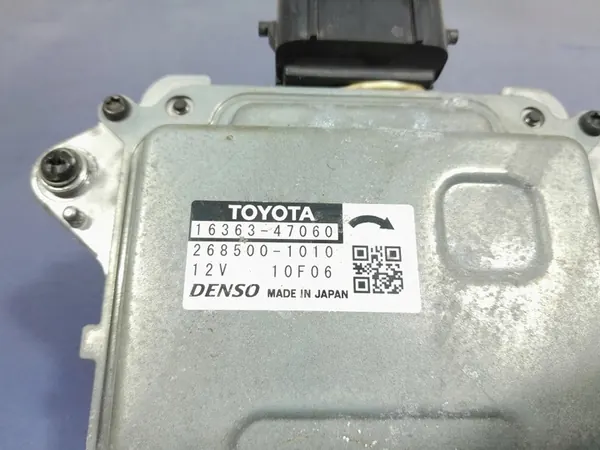 TOYOTA
16363-47060
268500-1010
12V 10F06
DENSO MADE IN JAPAN